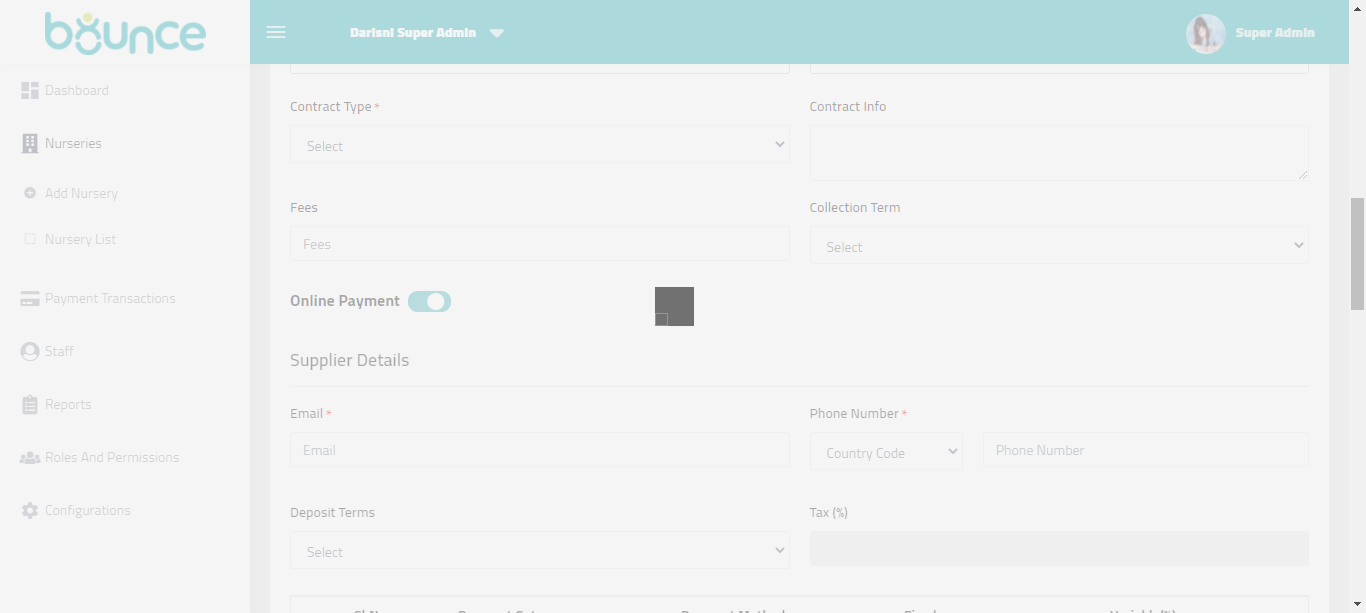 bounce
Darisni Super Admin
Super Admin
Dashboard
Nurseries
Add Nursery
Nursery List
Payment Transactions
Staff
Reports
Roles And Permissions
Configurations
Contract Type *
Contract Info
Select
Fees
Collection Term
Fees
Select
Online Payment
Supplier Details
Email *
Phone Number *
Email
Country Code
Phone Number
Deposit Terms
Tax (%)
Select